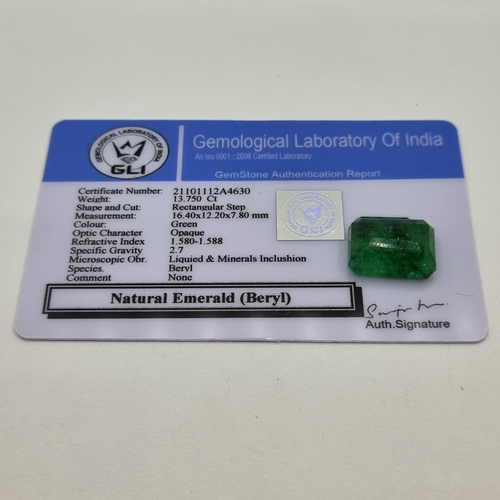 GEMOLOGICAL LABORATORY OF INDIA
GLI
Gemological Laboratory Of India
An Iso 9001 : 2008 Certified Laboratory
GemStone Authentication Report
Certificate Number: 21101112A4630
Weight: 13.750 Ct
Shape and Cut: Rectangular Step
Measurement: 16.40x12.20x7.80 mm
Colour: Green
Optic Character Opaque
Refractive Index 1.580-1.588
Specific Gravity 2.7
Microscopic Obr. Liquied & Minerals Inclushion
Species. Beryl
Comment None
GLI
Natural Emerald (Beryl)
Auth.Signature